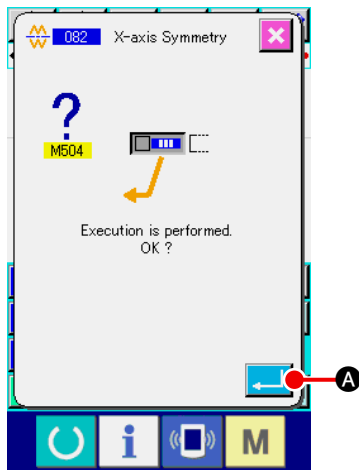 082 X-axis Symmetry
?
M504
Execution is performed.
OK ?
A
i
M